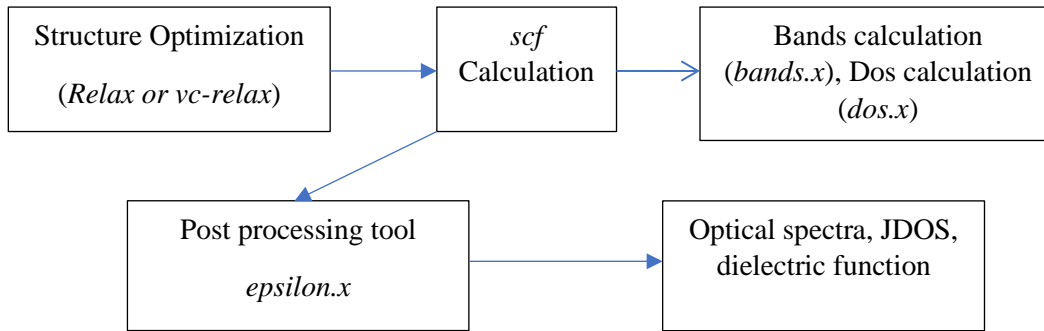 Structure Optimization
(Relax or vc-relax)
scf
Calculation
Bands calculation
(bands.x), Dos calculation
(dos.x)
Post processing tool
epsilon.x
Optical spectra, JDOS,
dielectric function